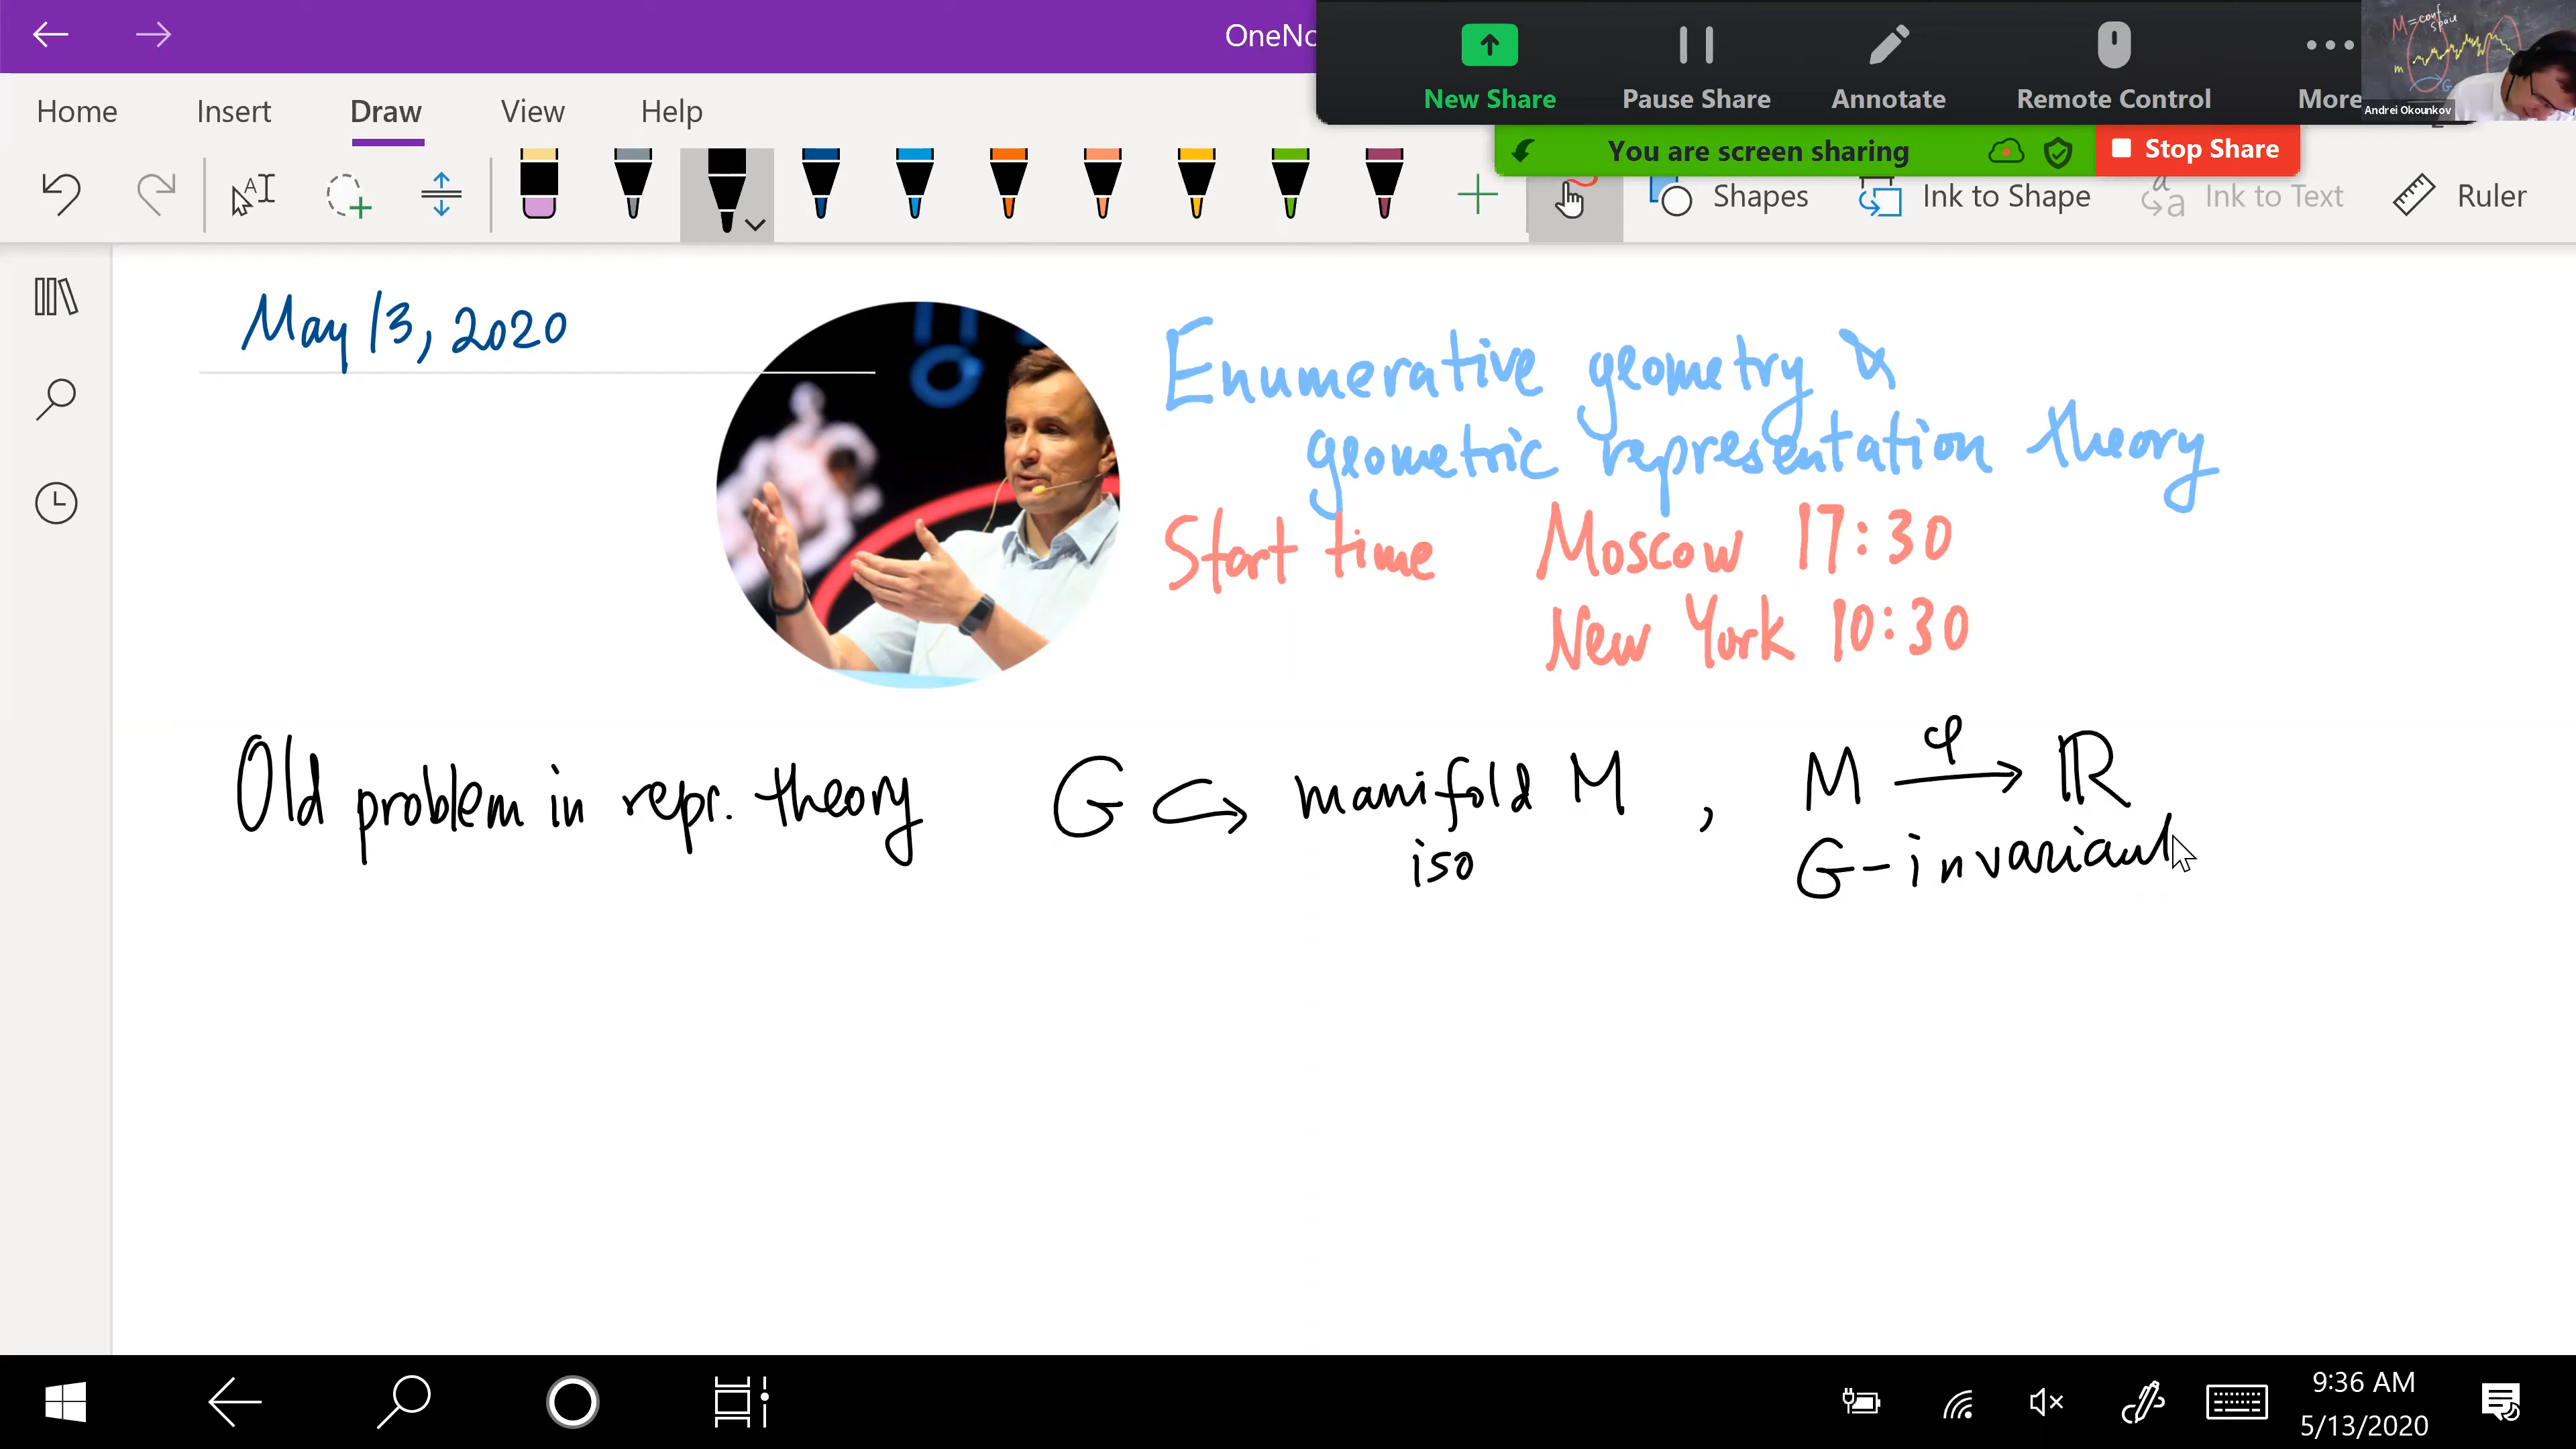 OneNo
New Share
Pause Share
Annotate
Remote Control
More
M = conf space
m
G
Andrei Okounkov
You are screen sharing
Stop Share
Home Insert Draw View Help
Shapes Ink to Shape Ink to Text Ruler
May 13, 2020
Enumerative geometry &
geometric representation theory
Start time Moscow 17:30
New York 10:30
Old problem in repr. theory G ↪ manifold M , M —φ→ ℝ
iso G-invariant
9:36 AM
5/13/2020